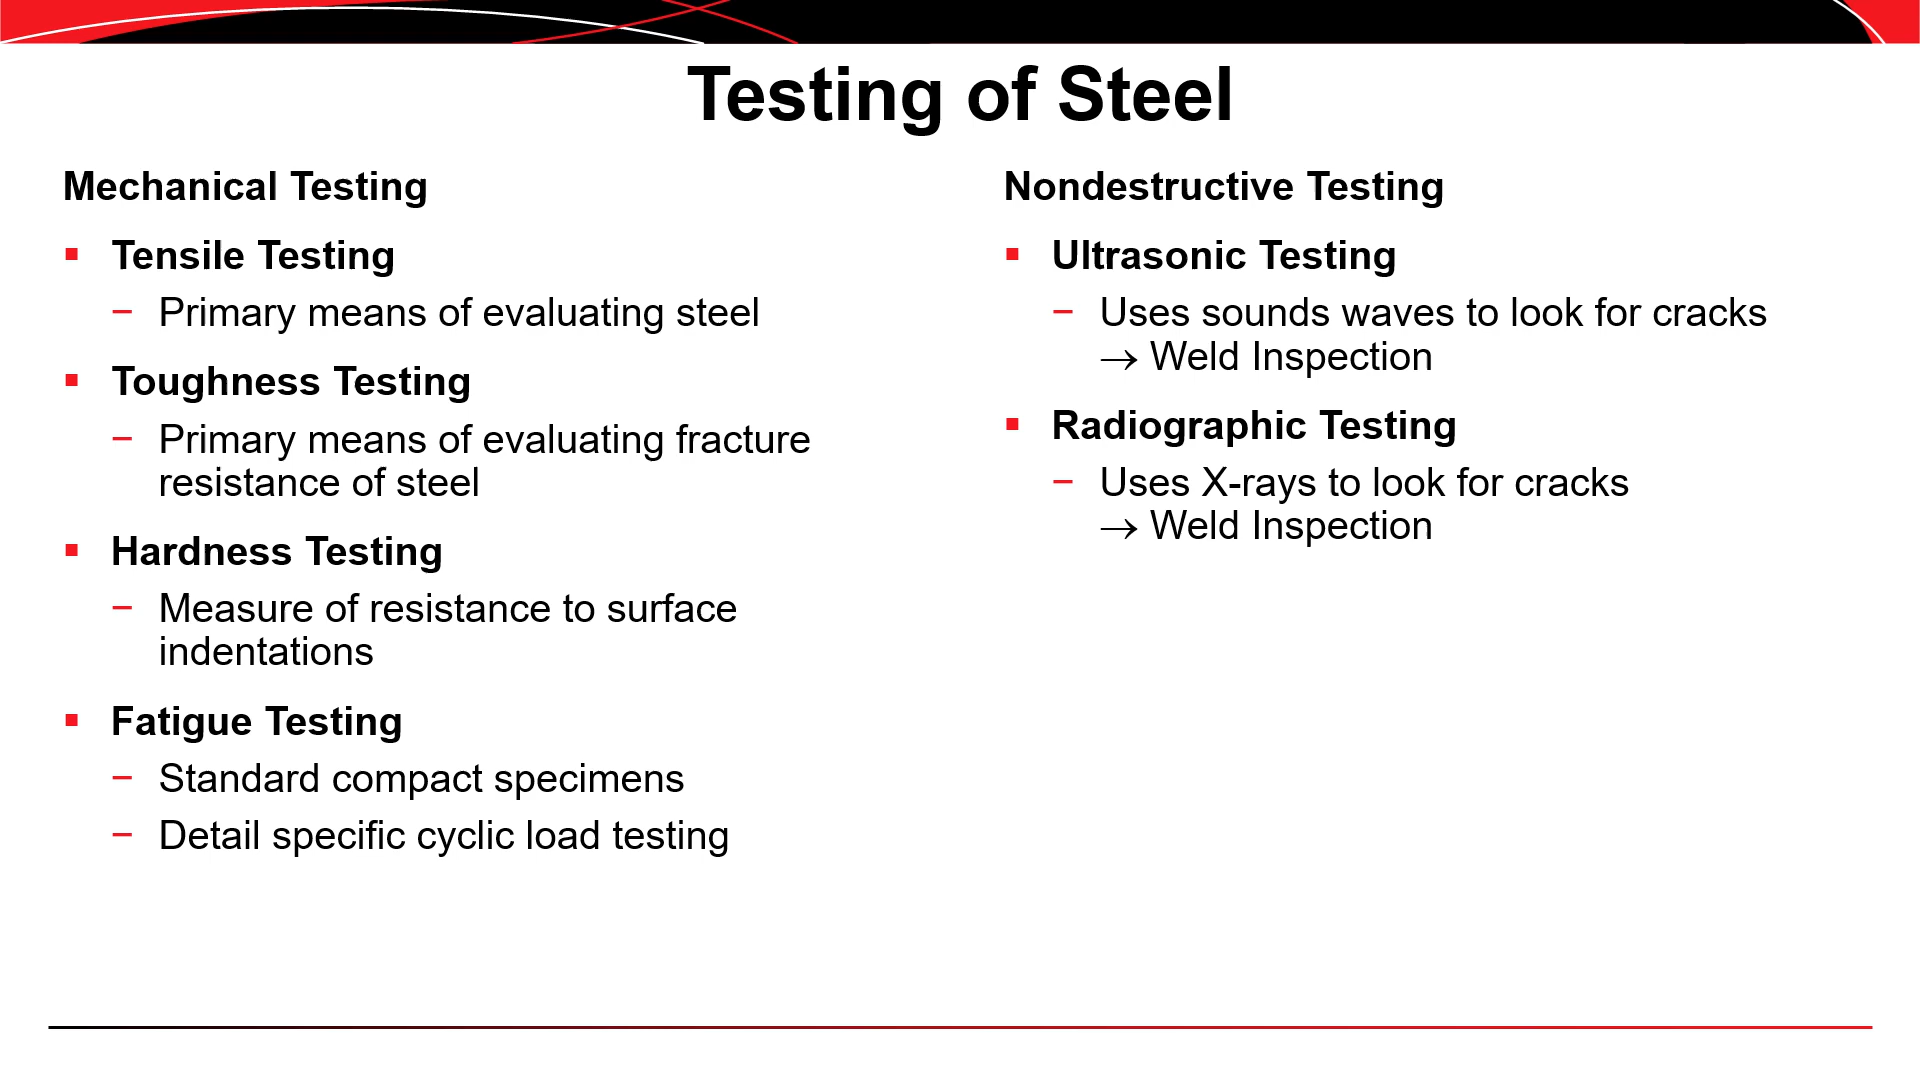 Testing of Steel
Mechanical Testing
▪ Tensile Testing
− Primary means of evaluating steel
▪ Toughness Testing
− Primary means of evaluating fracture
resistance of steel
▪ Hardness Testing
− Measure of resistance to surface
indentations
▪ Fatigue Testing
− Standard compact specimens
− Detail specific cyclic load testing
Nondestructive Testing
▪ Ultrasonic Testing
− Uses sounds waves to look for cracks
→ Weld Inspection
▪ Radiographic Testing
− Uses X-rays to look for cracks
→ Weld Inspection